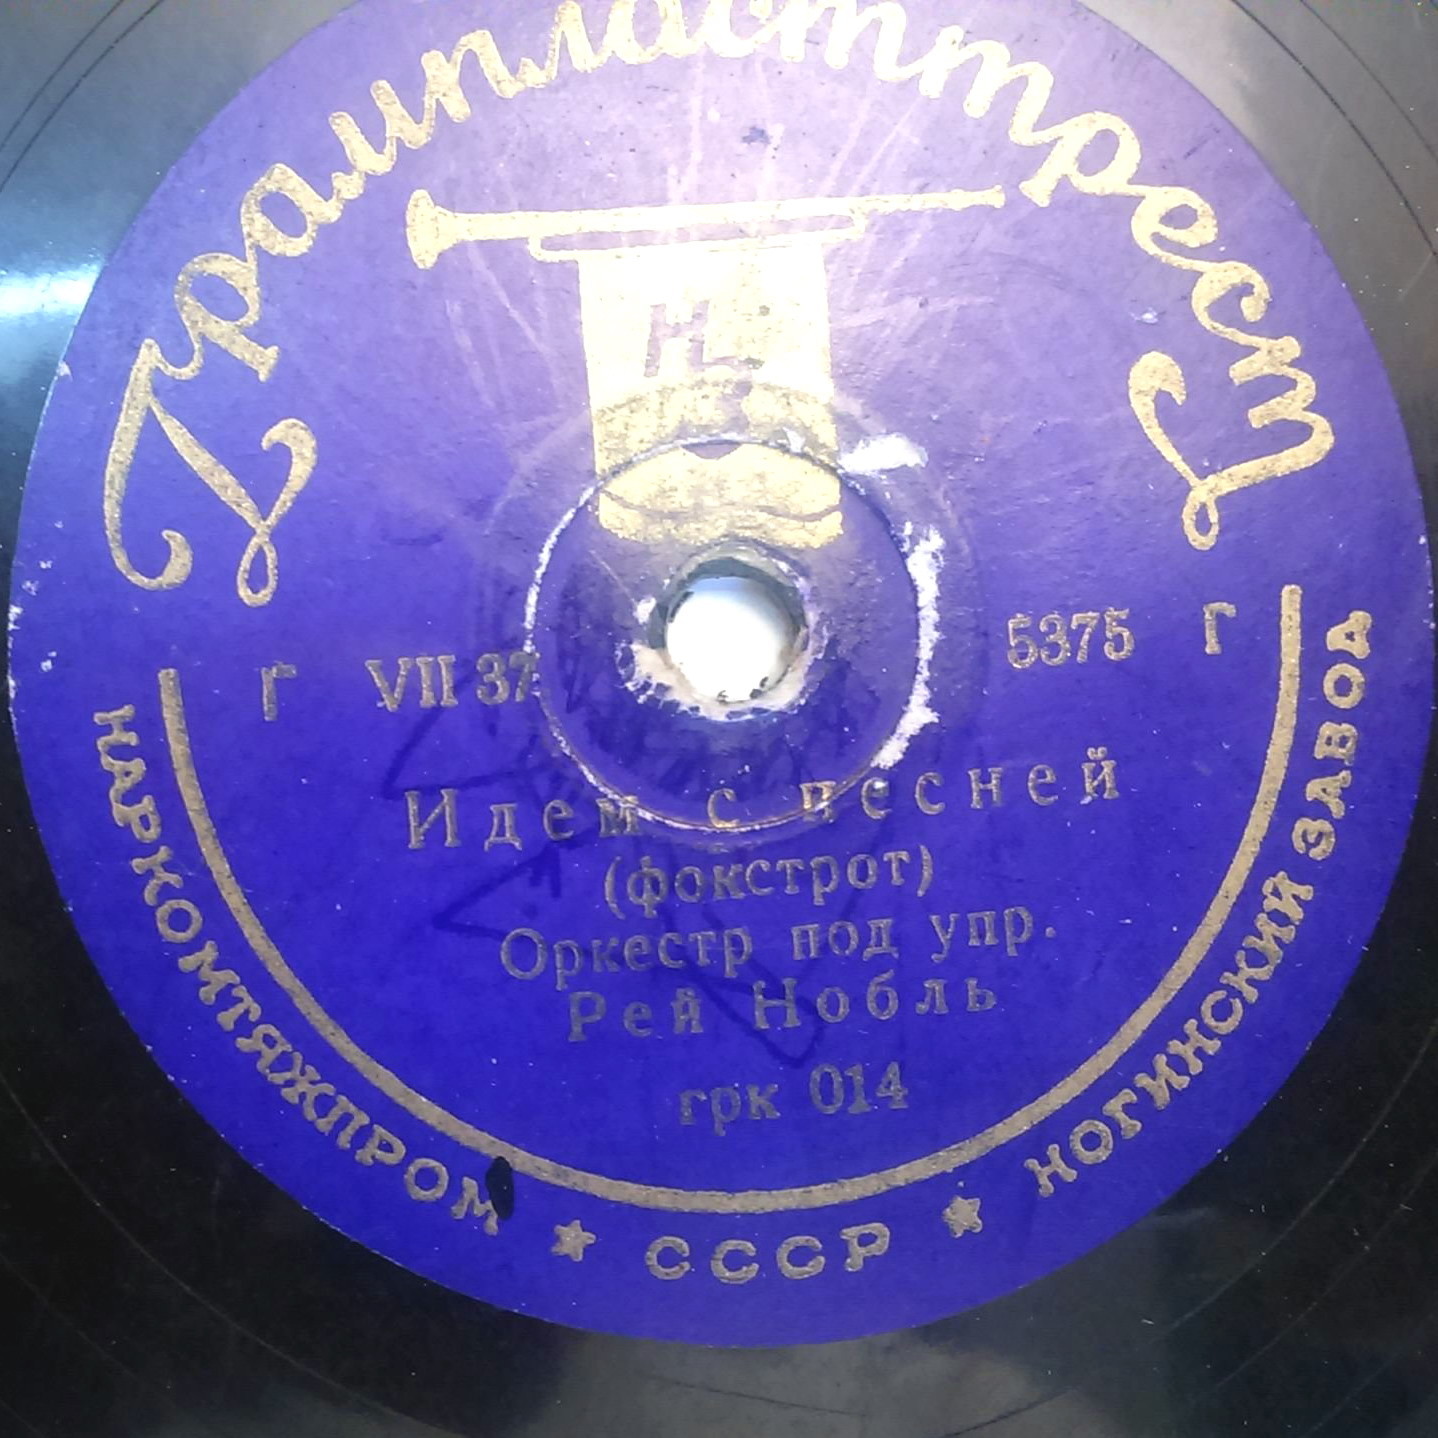 Грампласттрест
Н
Г VII 37 5375 Г
Идем с песней
(фокстрот)
Оркестр под упр.
Рей Нобль
грк 014
НАРКОМТЯЖПРОМ ★ СССР ★ НОГИНСКИЙ ЗАВОД